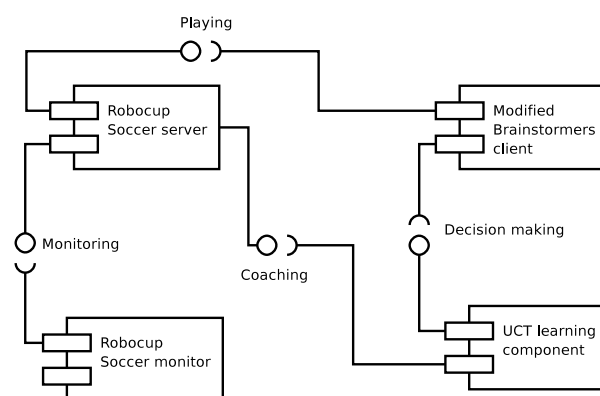 Playing
Robocup
Soccer server
Modified
Brainstormers
client
Monitoring
Decision making
Coaching
Robocup
Soccer monitor
UCT learning
component